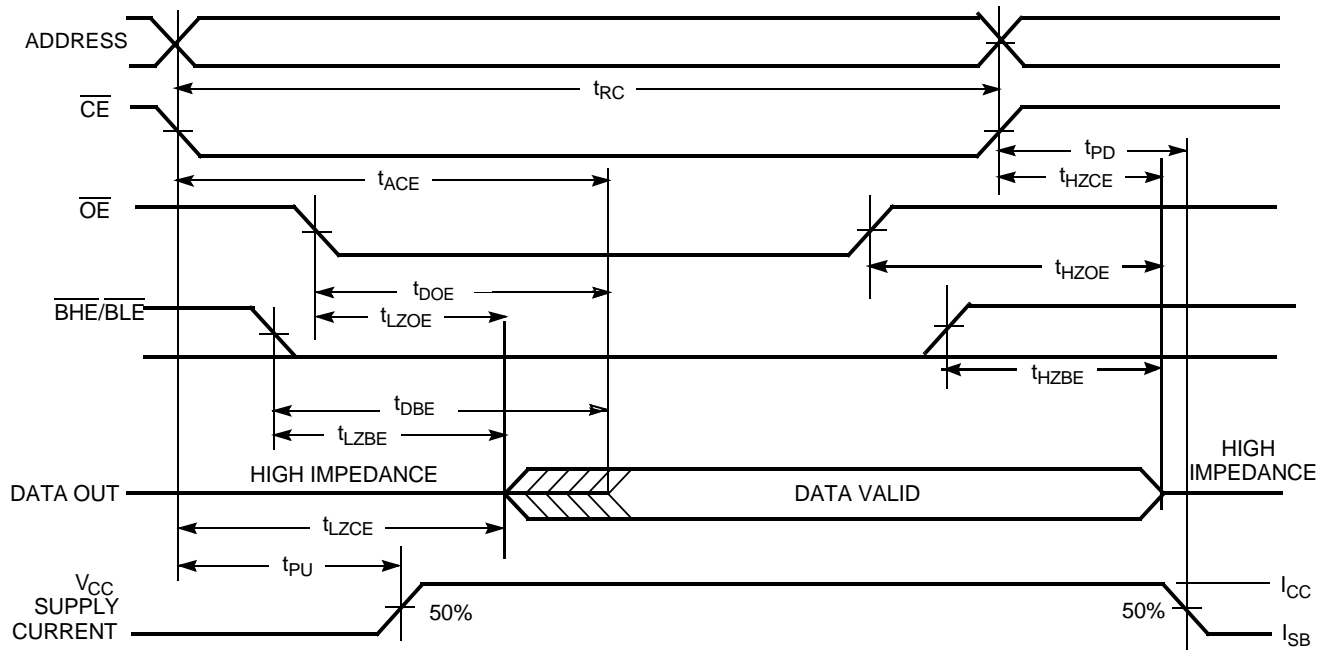 ADDRESS
tRC
CE
tPD
tACE
tHZCE
OE
tHZOE
tDOE
BHE/BLE
tLZOE
tHZBE
tDBE
tLZBE
HIGH IMPEDANCE
HIGH
IMPEDANCE
DATA OUT
DATA VALID
tLZCE
tPU
VCC
SUPPLY
CURRENT
50%
50%
ICC
ISB